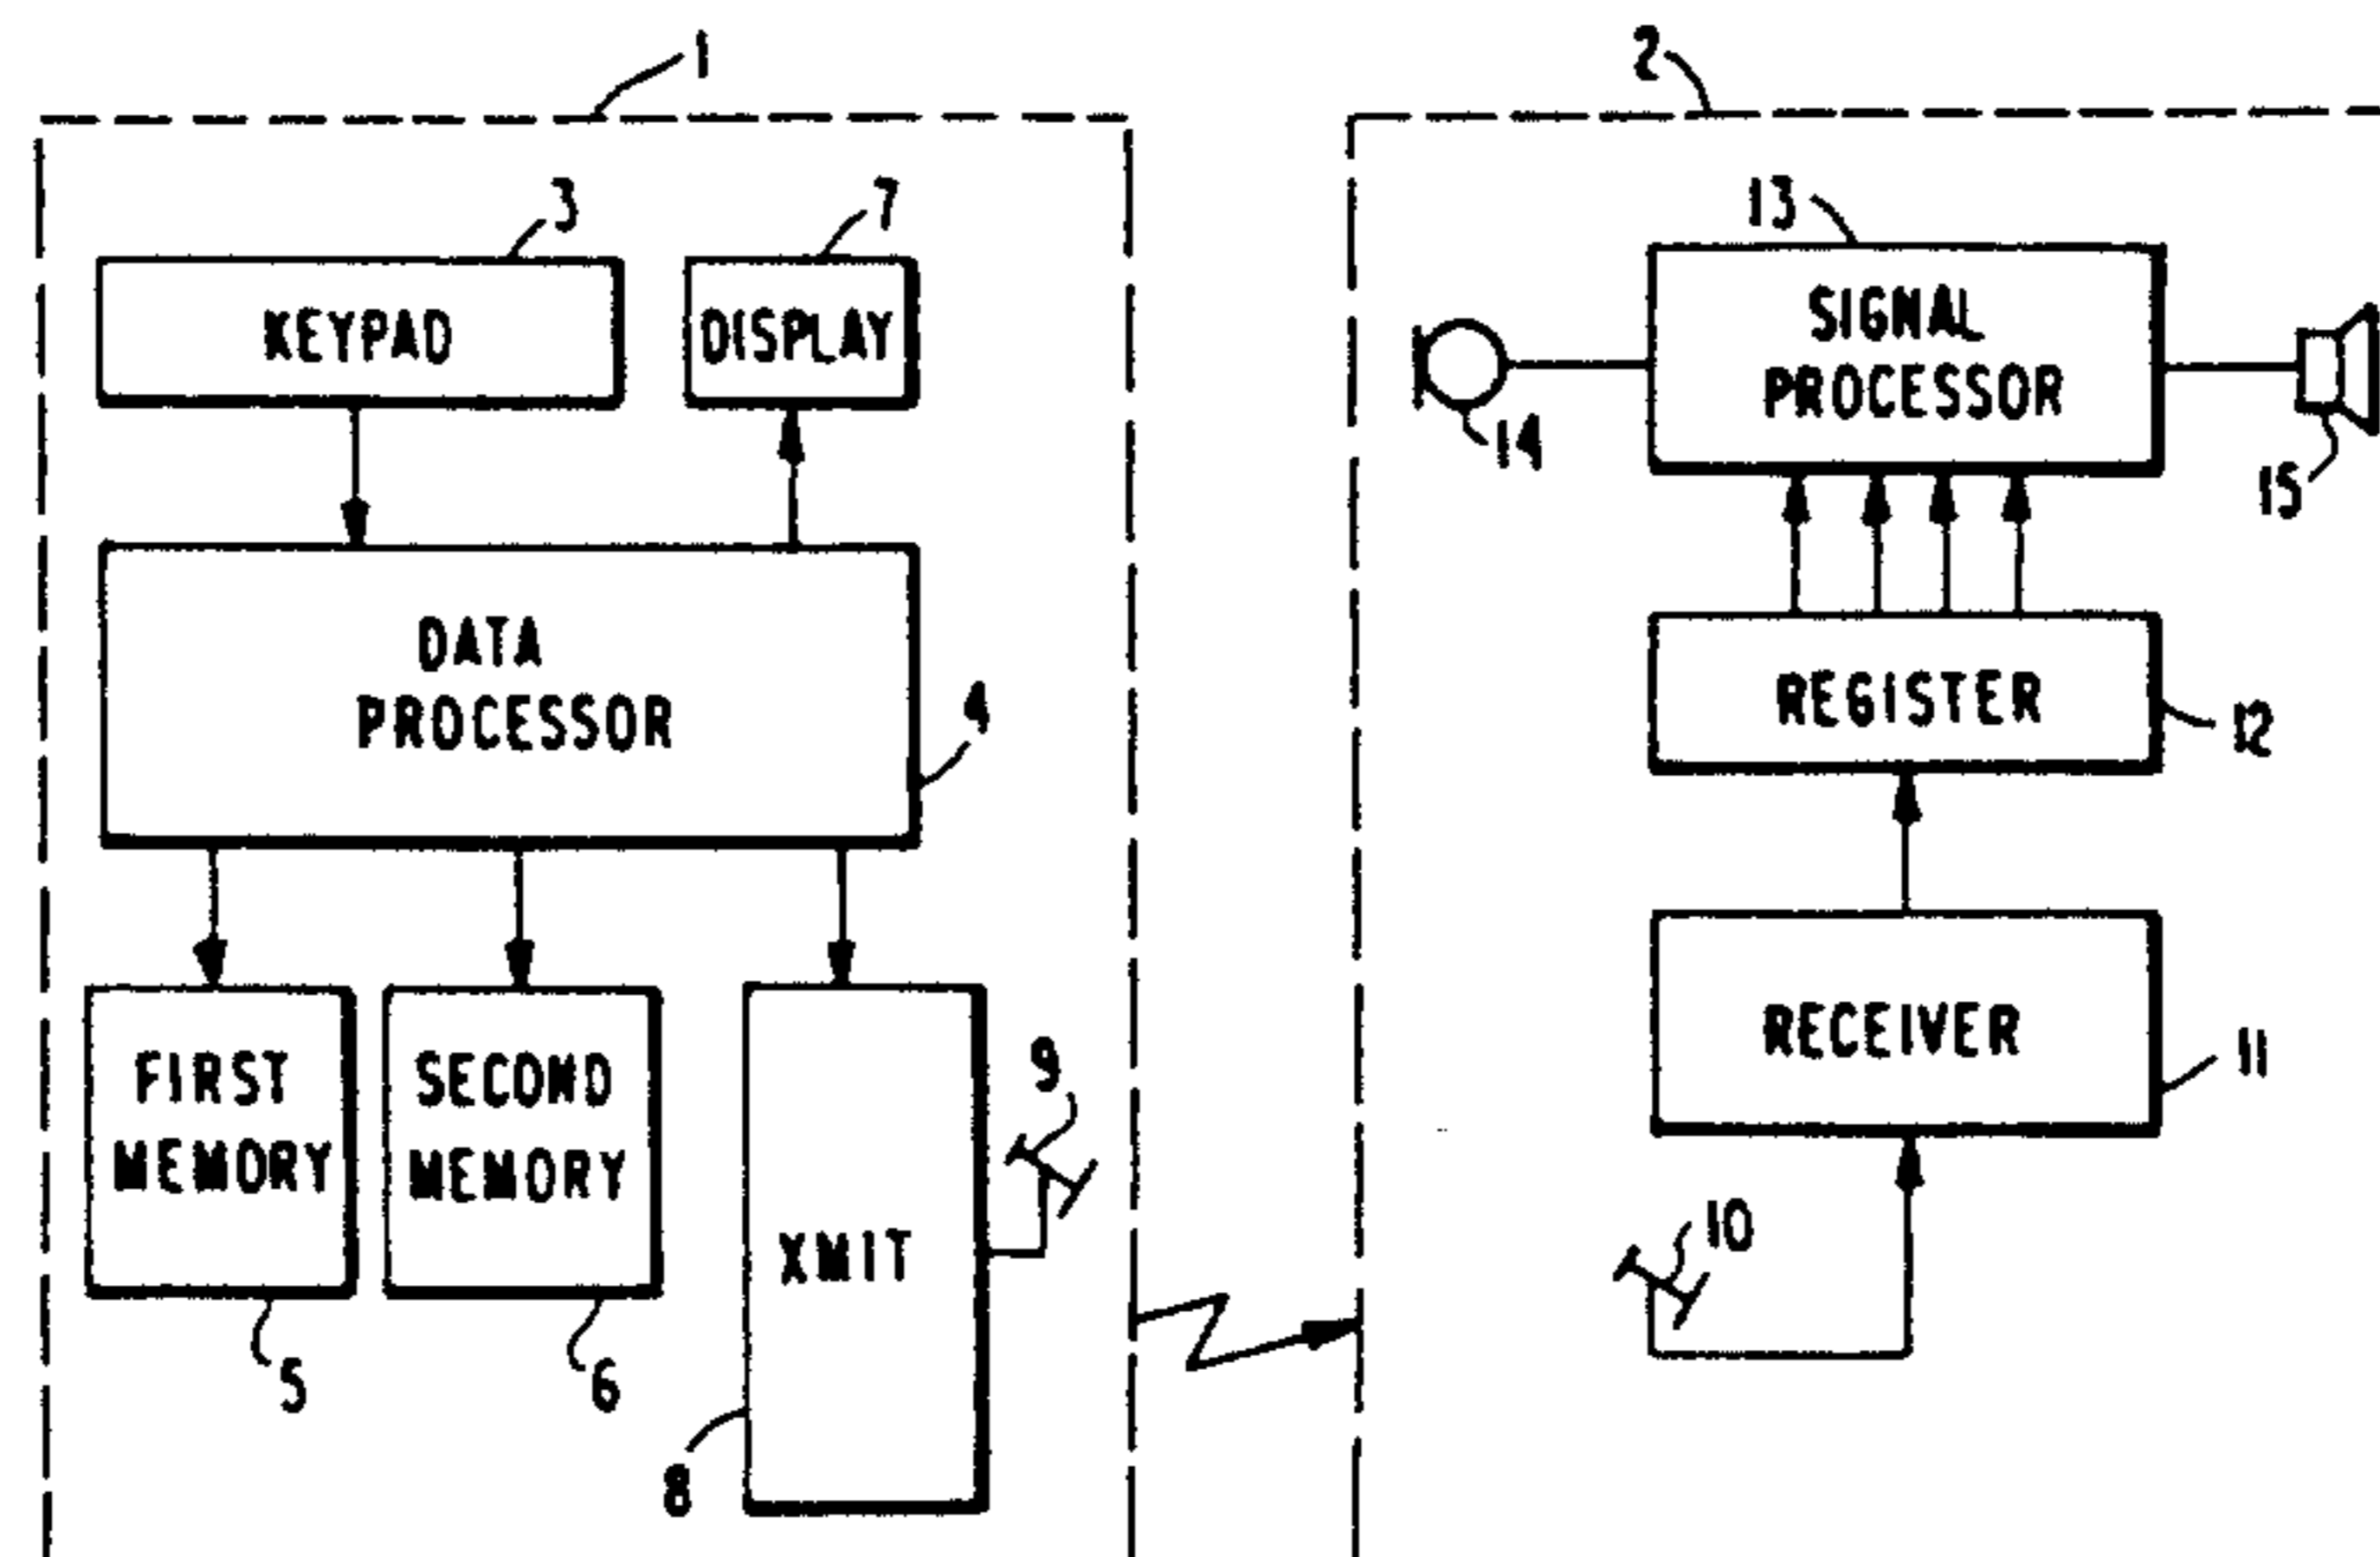 1
2
3
7
13
KEYPAD
DISPLAY
SIGNAL
PROCESSOR
14
15
DATA
PROCESSOR
4
REGISTER
12
FIRST
MEMORY
SECOND
MEMORY
9
RECEIVER
11
XMIT
10
5
6
8